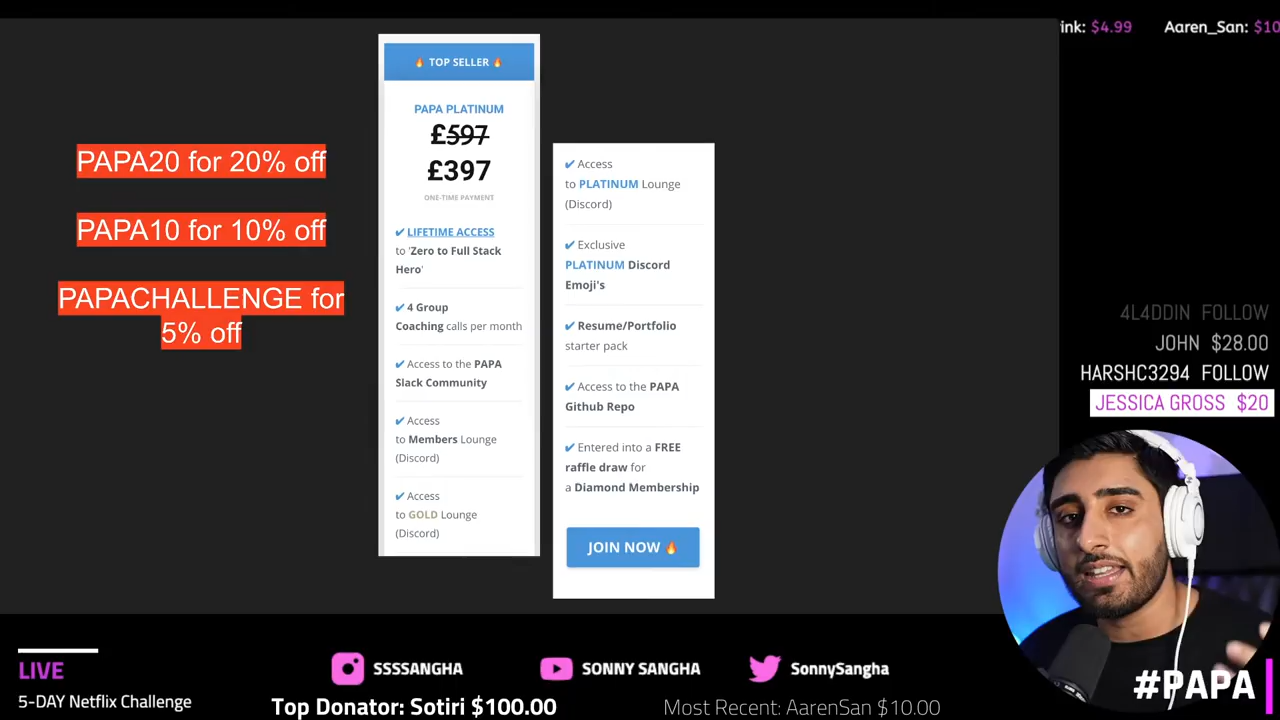 ink: $4.99 Aaren_San: $10
PAPA20 for 20% off
PAPA10 for 10% off
PAPACHALLENGE for
5% off
🔥 TOP SELLER 🔥
PAPA PLATINUM
£597
£397
ONE-TIME PAYMENT
✔ LIFETIME ACCESS
to 'Zero to Full Stack
Hero'
✔ 4 Group
Coaching calls per month
✔ Access to the PAPA
Slack Community
✔ Access
to Members Lounge
(Discord)
✔ Access
to GOLD Lounge
(Discord)
✔ Access
to PLATINUM Lounge
(Discord)
✔ Exclusive
PLATINUM Discord
Emoji's
✔ Resume/Portfolio
starter pack
✔ Access to the PAPA
Github Repo
✔ Entered into a FREE
raffle draw for
a Diamond Membership
JOIN NOW 🔥
4L4DDIN FOLLOW
JOHN $28.00
HARSHC3294 FOLLOW
JESSICA GROSS $20
#PAPA
LIVE
5-DAY Netflix Challenge
SSSSANGHA
SONNY SANGHA
SonnySangha
Top Donator: Sotiri $100.00
Most Recent: AarenSan $10.00